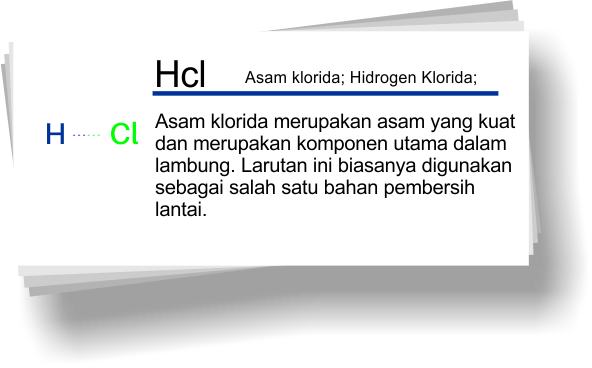 Hcl Asam klorida; Hidrogen Klorida;
H Cl
Asam klorida merupakan asam yang kuat
dan merupakan komponen utama dalam
lambung. Larutan ini biasanya digunakan
sebagai salah satu bahan pembersih
lantai.